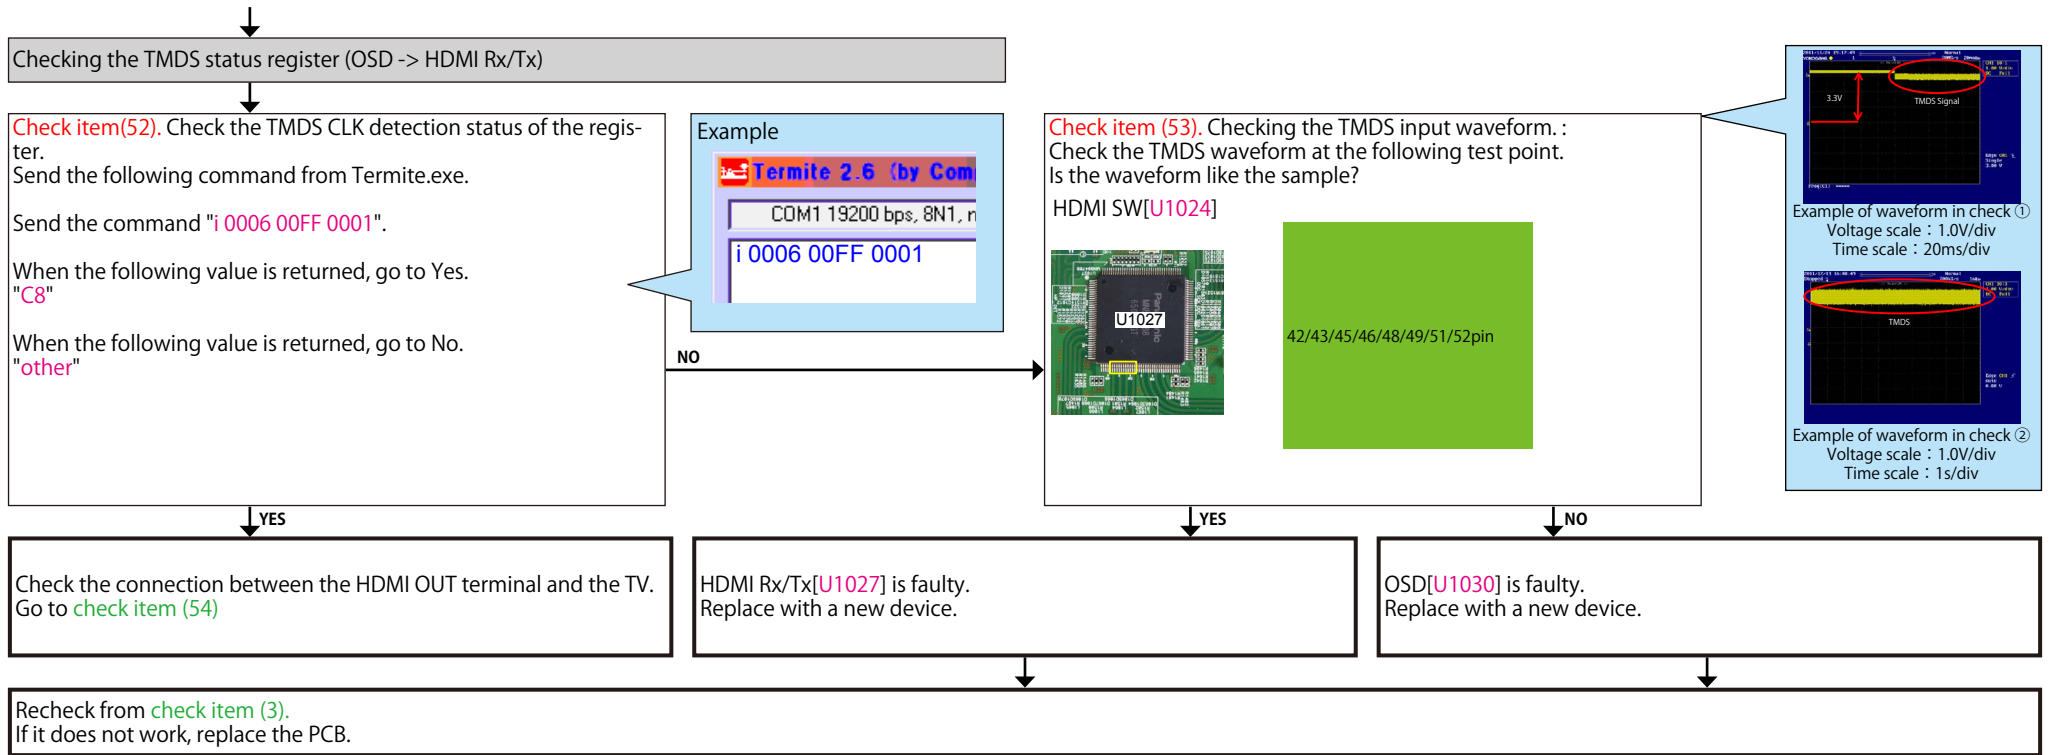 Checking the TMDS status register (OSD -> HDMI Rx/Tx)
Check item(52). Check the TMDS CLK detection status of the regis-
ter.
Send the following command from Termite.exe.
Send the command "i 0006 00FF 0001".
When the following value is returned, go to Yes.
"C8"
When the following value is returned, go to No.
"other"
Example
Termite 2.6 (by Com
COM1 19200 bps, 8N1, n
i 0006 00FF 0001
NO
Check item (53). Checking the TMDS input waveform. :
Check the TMDS waveform at the following test point.
Is the waveform like the sample?
HDMI SW[U1024]
U1027
42/43/45/46/48/49/51/52pin
3.3V
TMDS Signal
Example of waveform in check ①
Voltage scale：1.0V/div
Time scale：20ms/div
TMDS
Example of waveform in check ②
Voltage scale：1.0V/div
Time scale：1s/div
YES
YES
NO
Check the connection between the HDMI OUT terminal and the TV.
Go to check item (54)
HDMI Rx/Tx[U1027] is faulty.
Replace with a new device.
OSD[U1030] is faulty.
Replace with a new device.
Recheck from check item (3).
If it does not work, replace the PCB.